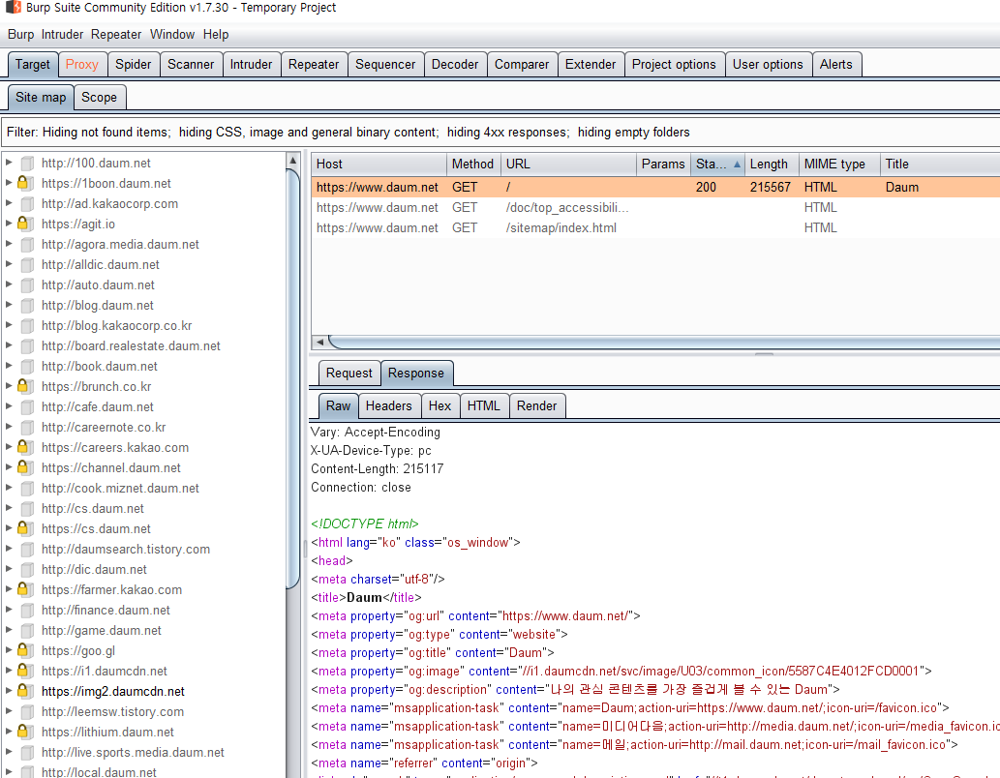 Burp Suite Community Edition v1.7.30 - Temporary Project
Burp Intruder Repeater Window Help
Target Proxy Spider Scanner Intruder Repeater Sequencer Decoder Comparer Extender Project options User options Alerts
Site map Scope
Filter: Hiding not found items; hiding CSS, image and general binary content; hiding 4xx responses; hiding empty folders
http://100.daum.net
https://1boon.daum.net
http://ad.kakaocorp.com
https://agit.io
http://agora.media.daum.net
http://alldic.daum.net
http://auto.daum.net
http://blog.daum.net
http://blog.kakaocorp.co.kr
http://board.realestate.daum.net
http://book.daum.net
https://brunch.co.kr
http://cafe.daum.net
http://careernote.co.kr
https://careers.kakao.com
https://channel.daum.net
http://cook.miznet.daum.net
http://cs.daum.net
https://cs.daum.net
http://daumsearch.tistory.com
http://dic.daum.net
https://farmer.kakao.com
http://finance.daum.net
http://game.daum.net
https://goo.gl
https://i1.daumcdn.net
https://img2.daumcdn.net
http://leemsw.tistory.com
https://lithium.daum.net
http://live.sports.media.daum.net
http://local.daum.net
Host Method URL Params Sta... Length MIME type Title
https://www.daum.net GET / 200 215567 HTML Daum
https://www.daum.net GET /doc/top_accessibili... HTML
https://www.daum.net GET /sitemap/index.html HTML
Request Response
Raw Headers Hex HTML Render
Vary: Accept-Encoding
X-UA-Device-Type: pc
Content-Length: 215117
Connection: close
<!DOCTYPE html>
<html lang="ko" class="os_window">
<head>
<meta charset="utf-8"/>
<title>Daum</title>
<meta property="og:url" content="https://www.daum.net/">
<meta property="og:type" content="website">
<meta property="og:title" content="Daum">
<meta property="og:image" content="//i1.daumcdn.net/svc/image/U03/common_icon/5587C4E4012FCD0001">
<meta property="og:description" content="나의 관심 콘텐츠를 가장 즐겁게 볼 수 있는 Daum">
<meta name="msapplication-task" content="name=Daum;action-uri=https://www.daum.net/;icon-uri=/favicon.ico">
<meta name="msapplication-task" content="name=미디어다음;action-uri=http://media.daum.net/;icon-uri=/media_favicon.ico
<meta name="msapplication-task" content="name=메일;action-uri=http://mail.daum.net;icon-uri=/mail_favicon.ico">
<meta name="referrer" content="origin">